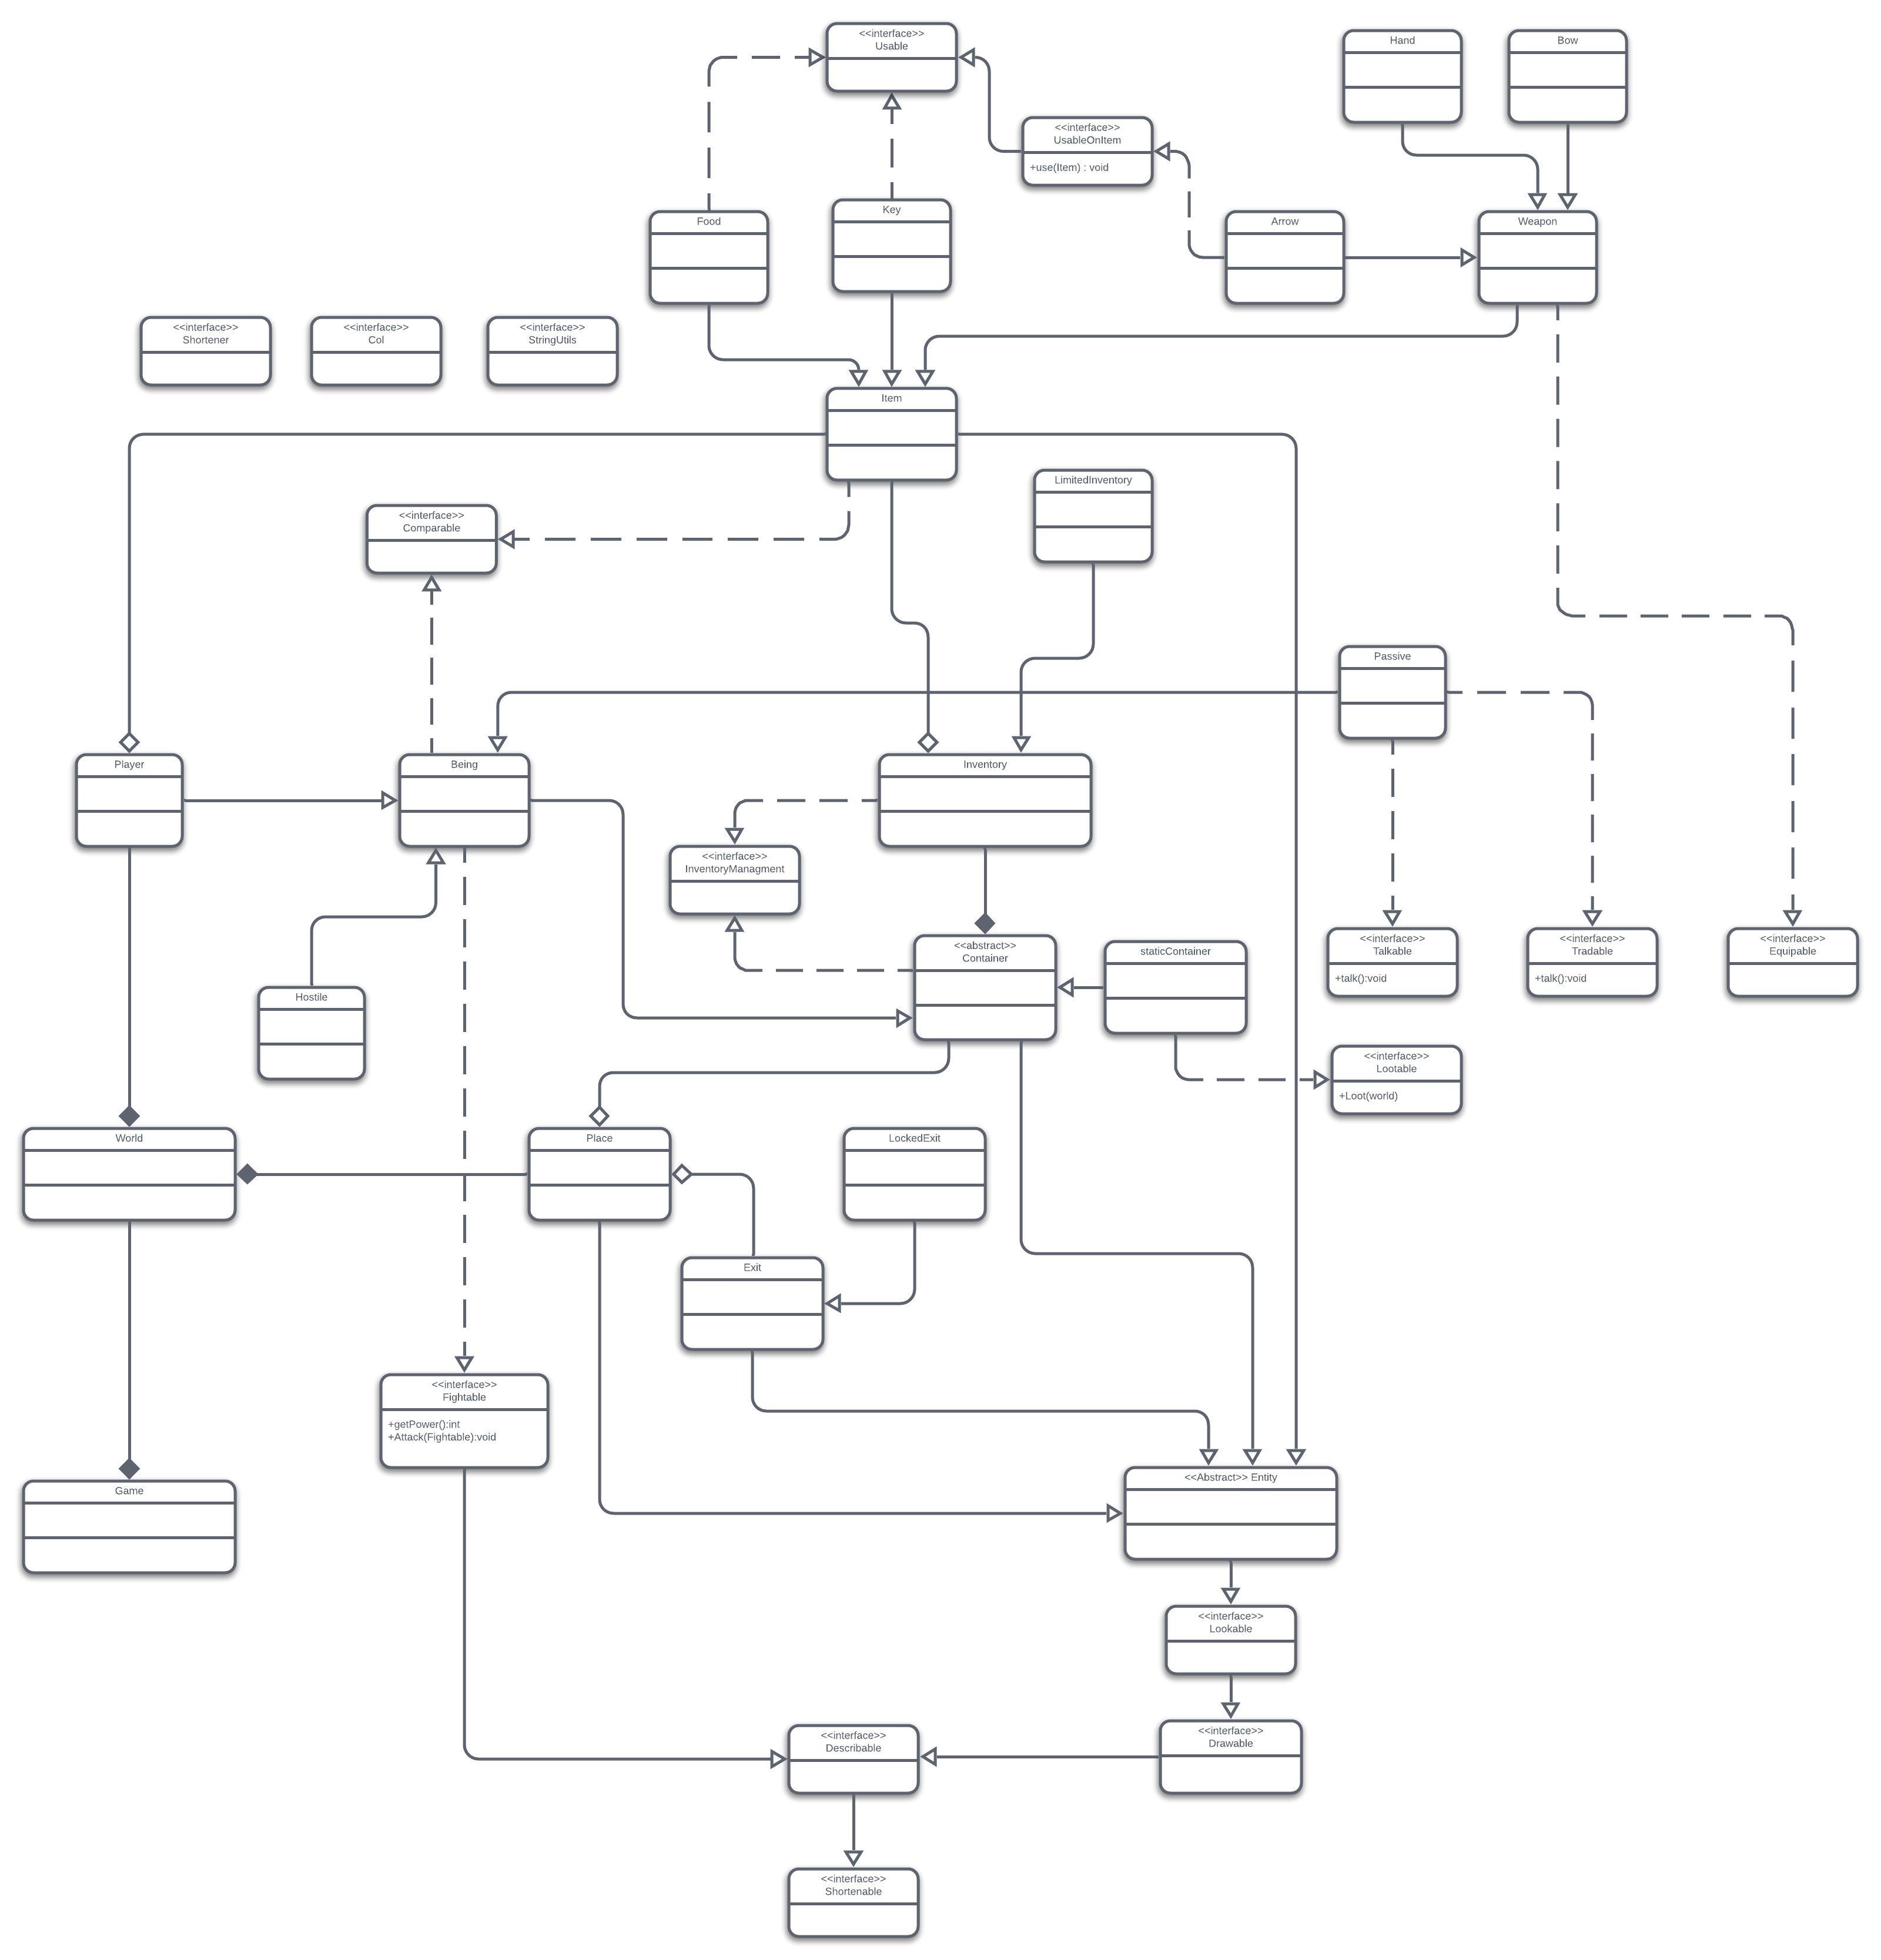 <<interface>>
Usable
Hand
Bow
<<interface>>
UsableOnItem
+use(Item) : void
Food
Key
Arrow
Weapon
<<interface>>
Shortener
<<interface>>
Col
<<interface>>
StringUtils
Item
LimitedInventory
<<interface>>
Comparable
Passive
Player
Being
Inventory
<<interface>>
InventoryManagment
<<abstract>>
Container
staticContainer
<<interface>>
Talkable
+talk():void
<<interface>>
Tradable
+talk():void
<<interface>>
Equipable
Hostile
<<interface>>
Lootable
+Loot(world)
World
Place
LockedExit
Exit
<<interface>>
Fightable
+getPower():int
+Attack(Fightable):void
Game
<<Abstract>> Entity
<<interface>>
Lookable
<<interface>>
Describable
<<interface>>
Drawable
<<interface>>
Shortenable